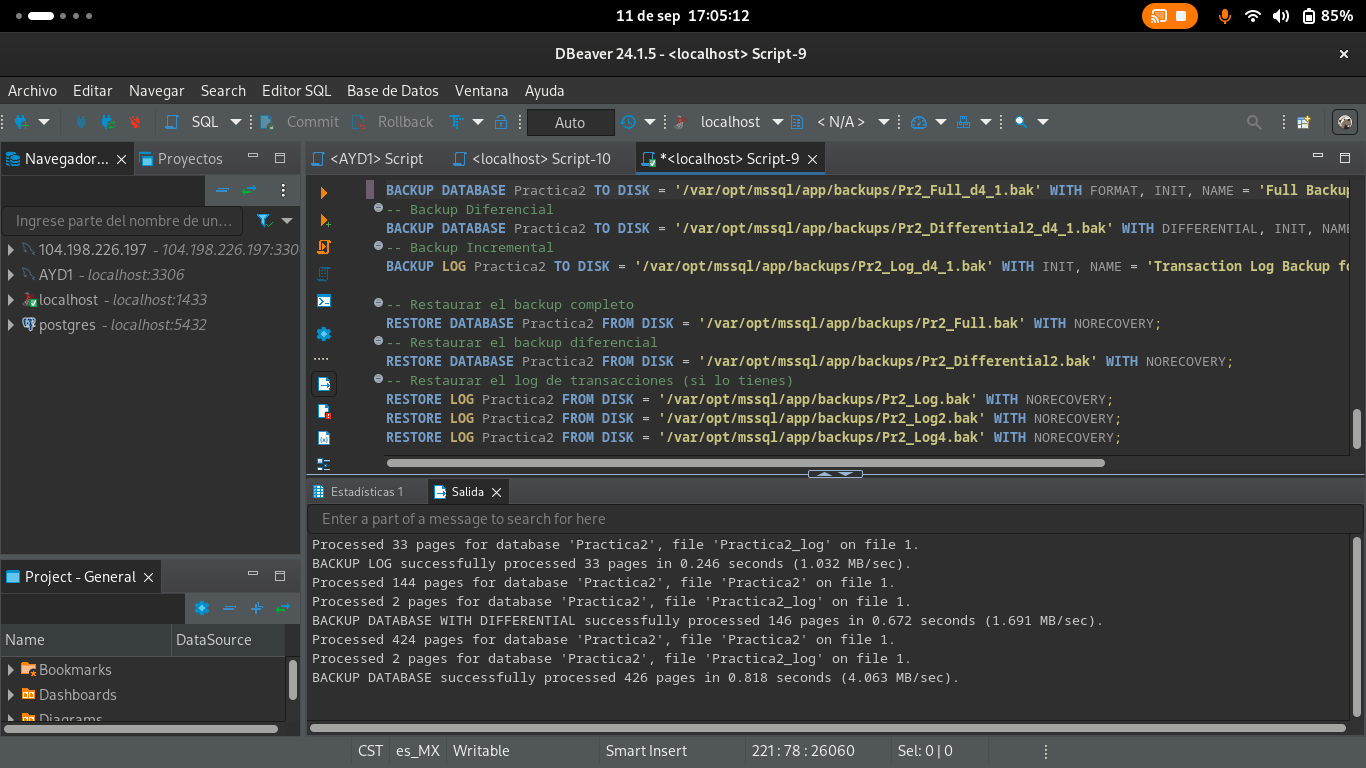 11 de sep 17:05:12
85%
DBeaver 24.1.5 - <localhost> Script-9
Archivo Editar Navegar Search Editor SQL Base de Datos Ventana Ayuda
SQL Commit Rollback Auto localhost < N/A >
Navegador... Proyectos
<AYD1> Script <localhost> Script-10 *<localhost> Script-9
Ingrese parte del nombre de un...
104.198.226.197 - 104.198.226.197:330
AYD1 - localhost:3306
localhost - localhost:1433
postgres - localhost:5432
BACKUP DATABASE Practica2 TO DISK = '/var/opt/mssql/app/backups/Pr2_Full_d4_1.bak' WITH FORMAT, INIT, NAME = 'Full Backup
-- Backup Diferencial
BACKUP DATABASE Practica2 TO DISK = '/var/opt/mssql/app/backups/Pr2_Differential2_d4_1.bak' WITH DIFFERENTIAL, INIT, NAME
-- Backup Incremental
BACKUP LOG Practica2 TO DISK = '/var/opt/mssql/app/backups/Pr2_Log_d4_1.bak' WITH INIT, NAME = 'Transaction Log Backup fo
-- Restaurar el backup completo
RESTORE DATABASE Practica2 FROM DISK = '/var/opt/mssql/app/backups/Pr2_Full.bak' WITH NORECOVERY;
-- Restaurar el backup diferencial
RESTORE DATABASE Practica2 FROM DISK = '/var/opt/mssql/app/backups/Pr2_Differential2.bak' WITH NORECOVERY;
-- Restaurar el log de transacciones (si lo tienes)
RESTORE LOG Practica2 FROM DISK = '/var/opt/mssql/app/backups/Pr2_Log.bak' WITH NORECOVERY;
RESTORE LOG Practica2 FROM DISK = '/var/opt/mssql/app/backups/Pr2_Log2.bak' WITH NORECOVERY;
RESTORE LOG Practica2 FROM DISK = '/var/opt/mssql/app/backups/Pr2_Log4.bak' WITH NORECOVERY;
Estadísticas 1 Salida
Enter a part of a message to search for here
Processed 33 pages for database 'Practica2', file 'Practica2_log' on file 1.
BACKUP LOG successfully processed 33 pages in 0.246 seconds (1.032 MB/sec).
Processed 144 pages for database 'Practica2', file 'Practica2' on file 1.
Processed 2 pages for database 'Practica2', file 'Practica2_log' on file 1.
BACKUP DATABASE WITH DIFFERENTIAL successfully processed 146 pages in 0.672 seconds (1.691 MB/sec).
Processed 424 pages for database 'Practica2', file 'Practica2' on file 1.
Processed 2 pages for database 'Practica2', file 'Practica2_log' on file 1.
BACKUP DATABASE successfully processed 426 pages in 0.818 seconds (4.063 MB/sec).
Project - General
Name DataSource
Bookmarks
Dashboards
Diagrams
CST es_MX Writable Smart Insert 221 : 78 : 26060 Sel: 0 | 0